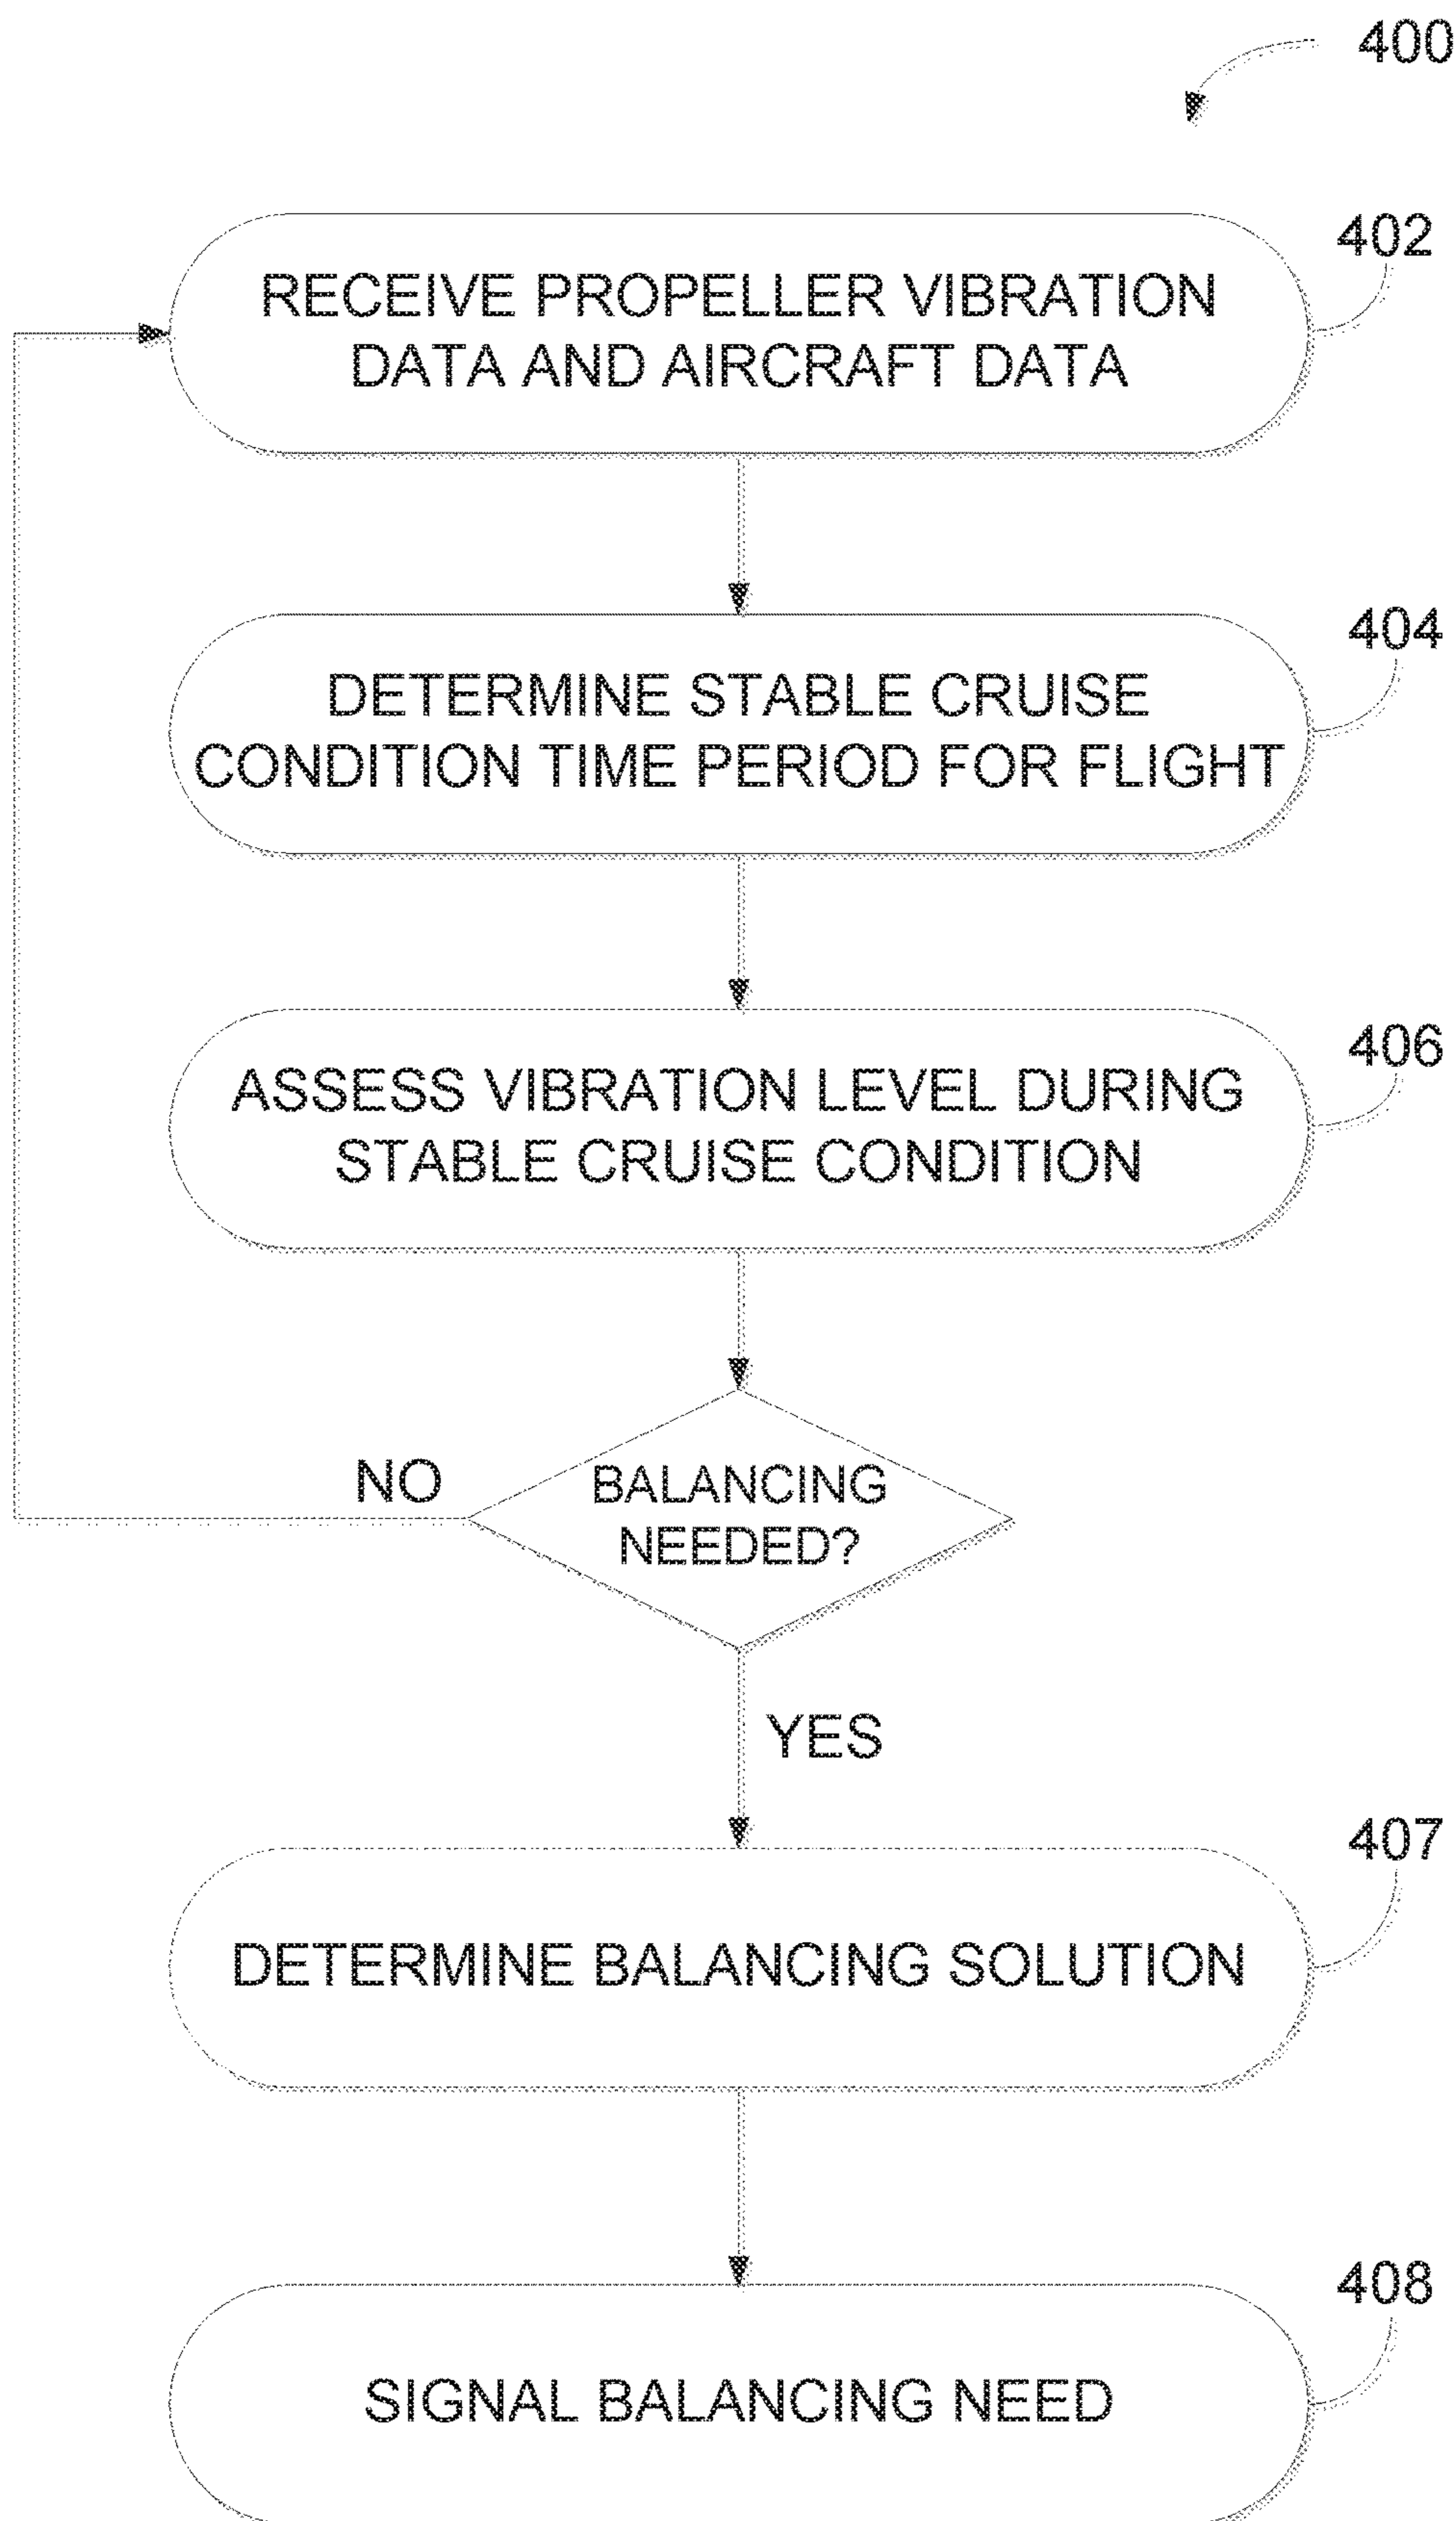 400
402
RECEIVE PROPELLER VIBRATION
DATA AND AIRCRAFT DATA
404
DETERMINE STABLE CRUISE
CONDITION TIME PERIOD FOR FLIGHT
406
ASSESS VIBRATION LEVEL DURING
STABLE CRUISE CONDITION
NO
BALANCING
NEEDED?
YES
407
DETERMINE BALANCING SOLUTION
408
SIGNAL BALANCING NEED